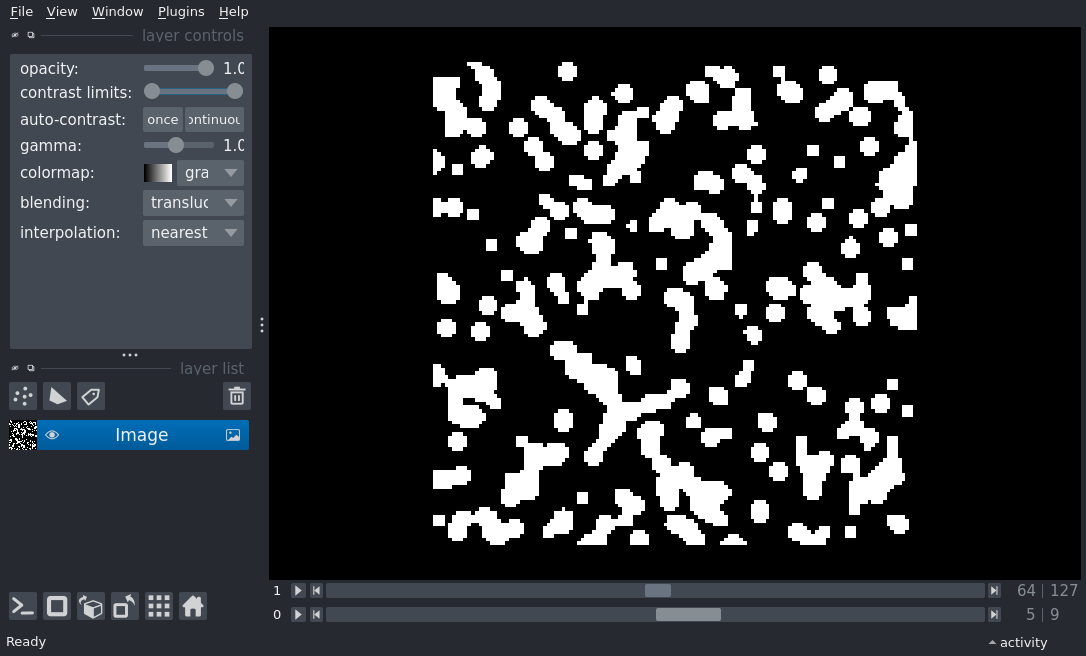 File View Window Plugins Help
layer controls
opacity: 1.0
contrast limits:
auto-contrast: once ontinuou
gamma: 1.0
colormap: gra
blending: transluc
interpolation: nearest
layer list
Image
1 64 | 127
0 5 | 9
Ready activity